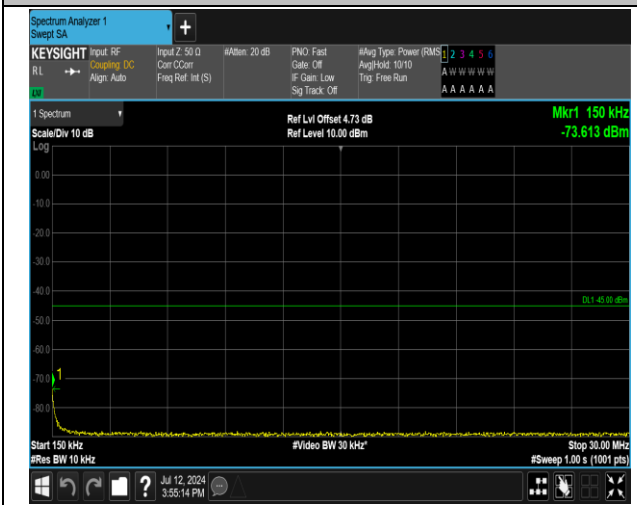 Spectrum Analyzer 1
Swept SA
+
KEYSIGHT
RL
Input: RF
Coupling: DC
Align: Auto
Input Z: 50 Ω
Corr CCorr
Freq Ref: Int (S)
#Atten: 20 dB
PNO: Fast
Gate: Off
IF Gain: Low
Sig Track: Off
#Avg Type: Power (RMS
Avg|Hold: 10/10
Trig: Free Run
1 2 3 4 5 6
A W W W W W
A A A A A A
1 Spectrum
Scale/Div 10 dB
Log
Ref Lvl Offset 4.73 dB
Ref Level 10.00 dBm
Mkr1 150 kHz
-73.613 dBm
0.00
-10.0
-20.0
-30.0
-40.0
DL1 -45.00 dBm
-50.0
-60.0
-70.0
1
-80.0
Start 150 kHz
#Res BW 10 kHz
#Video BW 30 kHz*
Stop 30.00 MHz
#Sweep 1.00 s (1001 pts)
?
Jul 12, 2024
3:55:14 PM